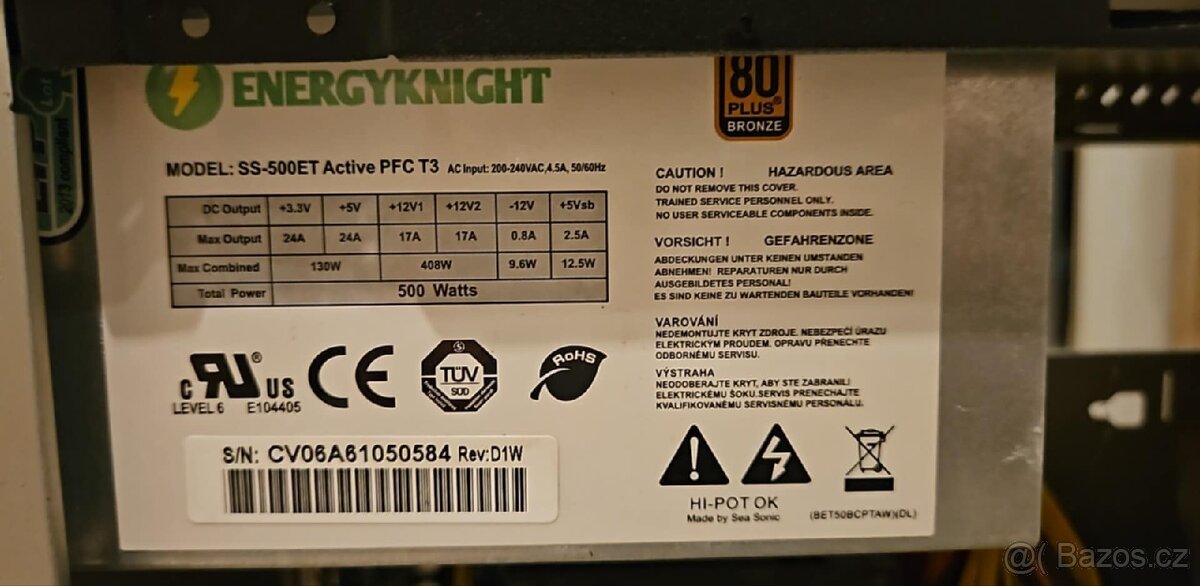 ENERGYKNIGHT
80
PLUS®
BRONZE
Lot
2013 compliant
MODEL: SS-500ET Active PFC T3 AC Input: 200-240VAC,4.5A, 50/60Hz
DC Output +3.3V +5V +12V1 +12V2 -12V +5Vsb
Max Output 24A 24A 17A 17A 0.8A 2.5A
Max Combined 130W 408W 9.6W 12.5W
Total Power 500 Watts
CAUTION ! HAZARDOUS AREA
DO NOT REMOVE THIS COVER.
TRAINED SERVICE PERSONNEL ONLY.
NO USER SERVICEABLE COMPONENTS INSIDE.
VORSICHT ! GEFAHRENZONE
ABDECKUNGEN UNTER KEINEN UMSTANDEN
ABNEHMEN! REPARATUREN NUR DURCH
AUSGEBILDETES PERSONAL!
ES SIND KEINE ZU WARTENDEN BAUTEILE VORHANDEN!
VAROVÁNÍ
NEDEMONTUJTE KRYT ZDROJE. NEBEZPEČÍ ÚRAZU
ELEKTRICKÝM PROUDEM. OPRAVU PŘENECHTE
ODBORNÉMU SERVISU.
VÝSTRAHA
NEODOBERAJTE KRYT, ABY STE ZABRANILI
ELEKTRICKÉMU ŠOKU.SERVIS PRENECHAJTE
KVALIFIKOVANÉMU SERVISNÉMU PERSONÁLU.
c RU® US
LEVEL 6 E104405
CE
TÜV
SÜD
RoHS
S/N: CV06A61050584 Rev:D1W
HI-POT OK
Made by Sea Sonic
(BET50BCPTAW)(DL)
@( Bazos.cz